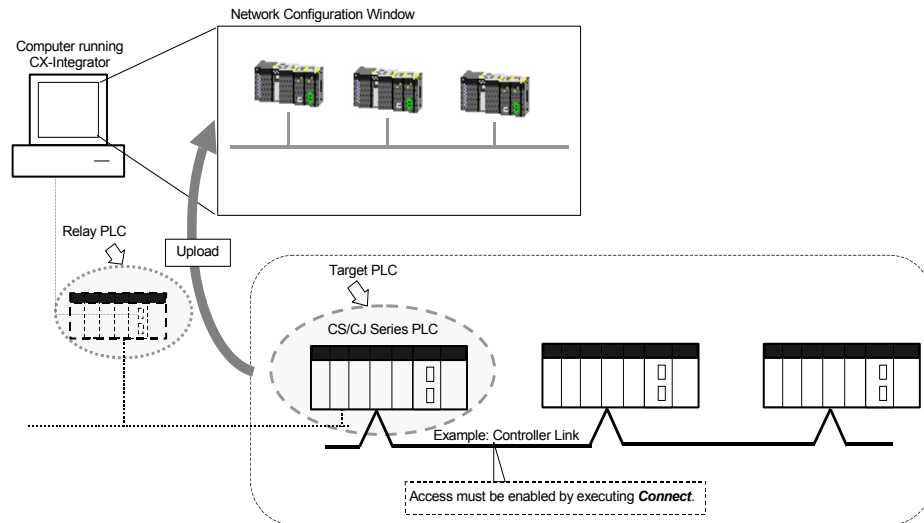 Network Configuration Window
Computer running
CX-Integrator
Relay PLC
Upload
Target PLC
CS/CJ Series PLC
Example: Controller Link
Access must be enabled by executing Connect.